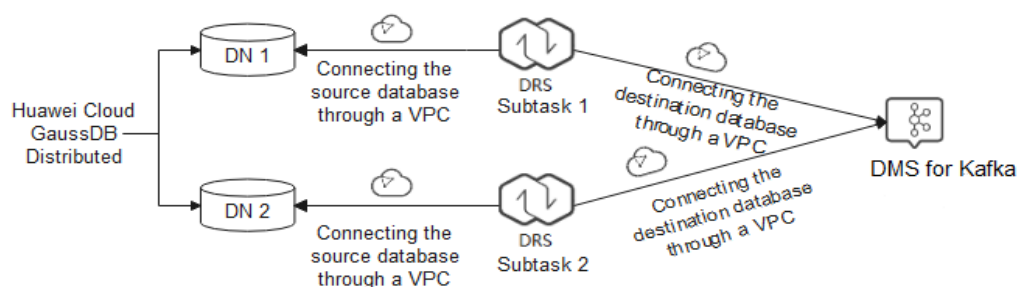 Huawei Cloud
GaussDB
Distributed
DN 1
Connecting the
source database
through a VPC
DRS
Subtask 1
Connecting the
destination database
through a VPC
DMS for Kafka
DN 2
Connecting the
source database
through a VPC
DRS
Subtask 2
Connecting the
destination database
through a VPC